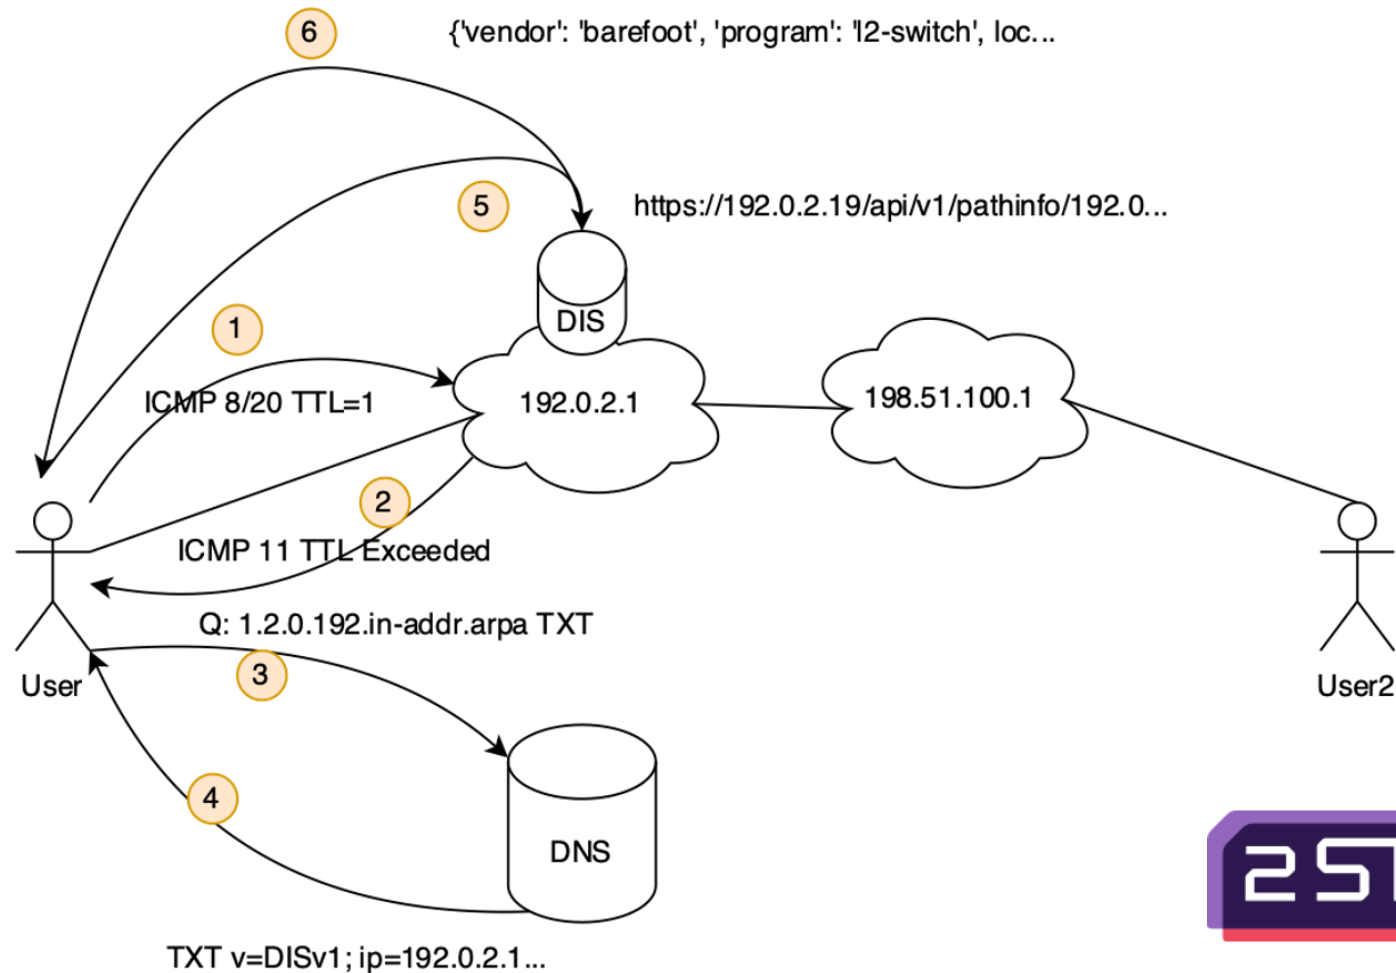 6
{'vendor': 'barefoot', 'program': 'l2-switch', loc...
5
https://192.0.2.19/api/v1/pathinfo/192.0...
1
DIS
ICMP 8/20 TTL=1
192.0.2.1
198.51.100.1
2
ICMP 11 TTL Exceeded
Q: 1.2.0.192.in-addr.arpa TXT
3
User
User2
4
DNS
TXT v=DISv1; ip=192.0.2.1...